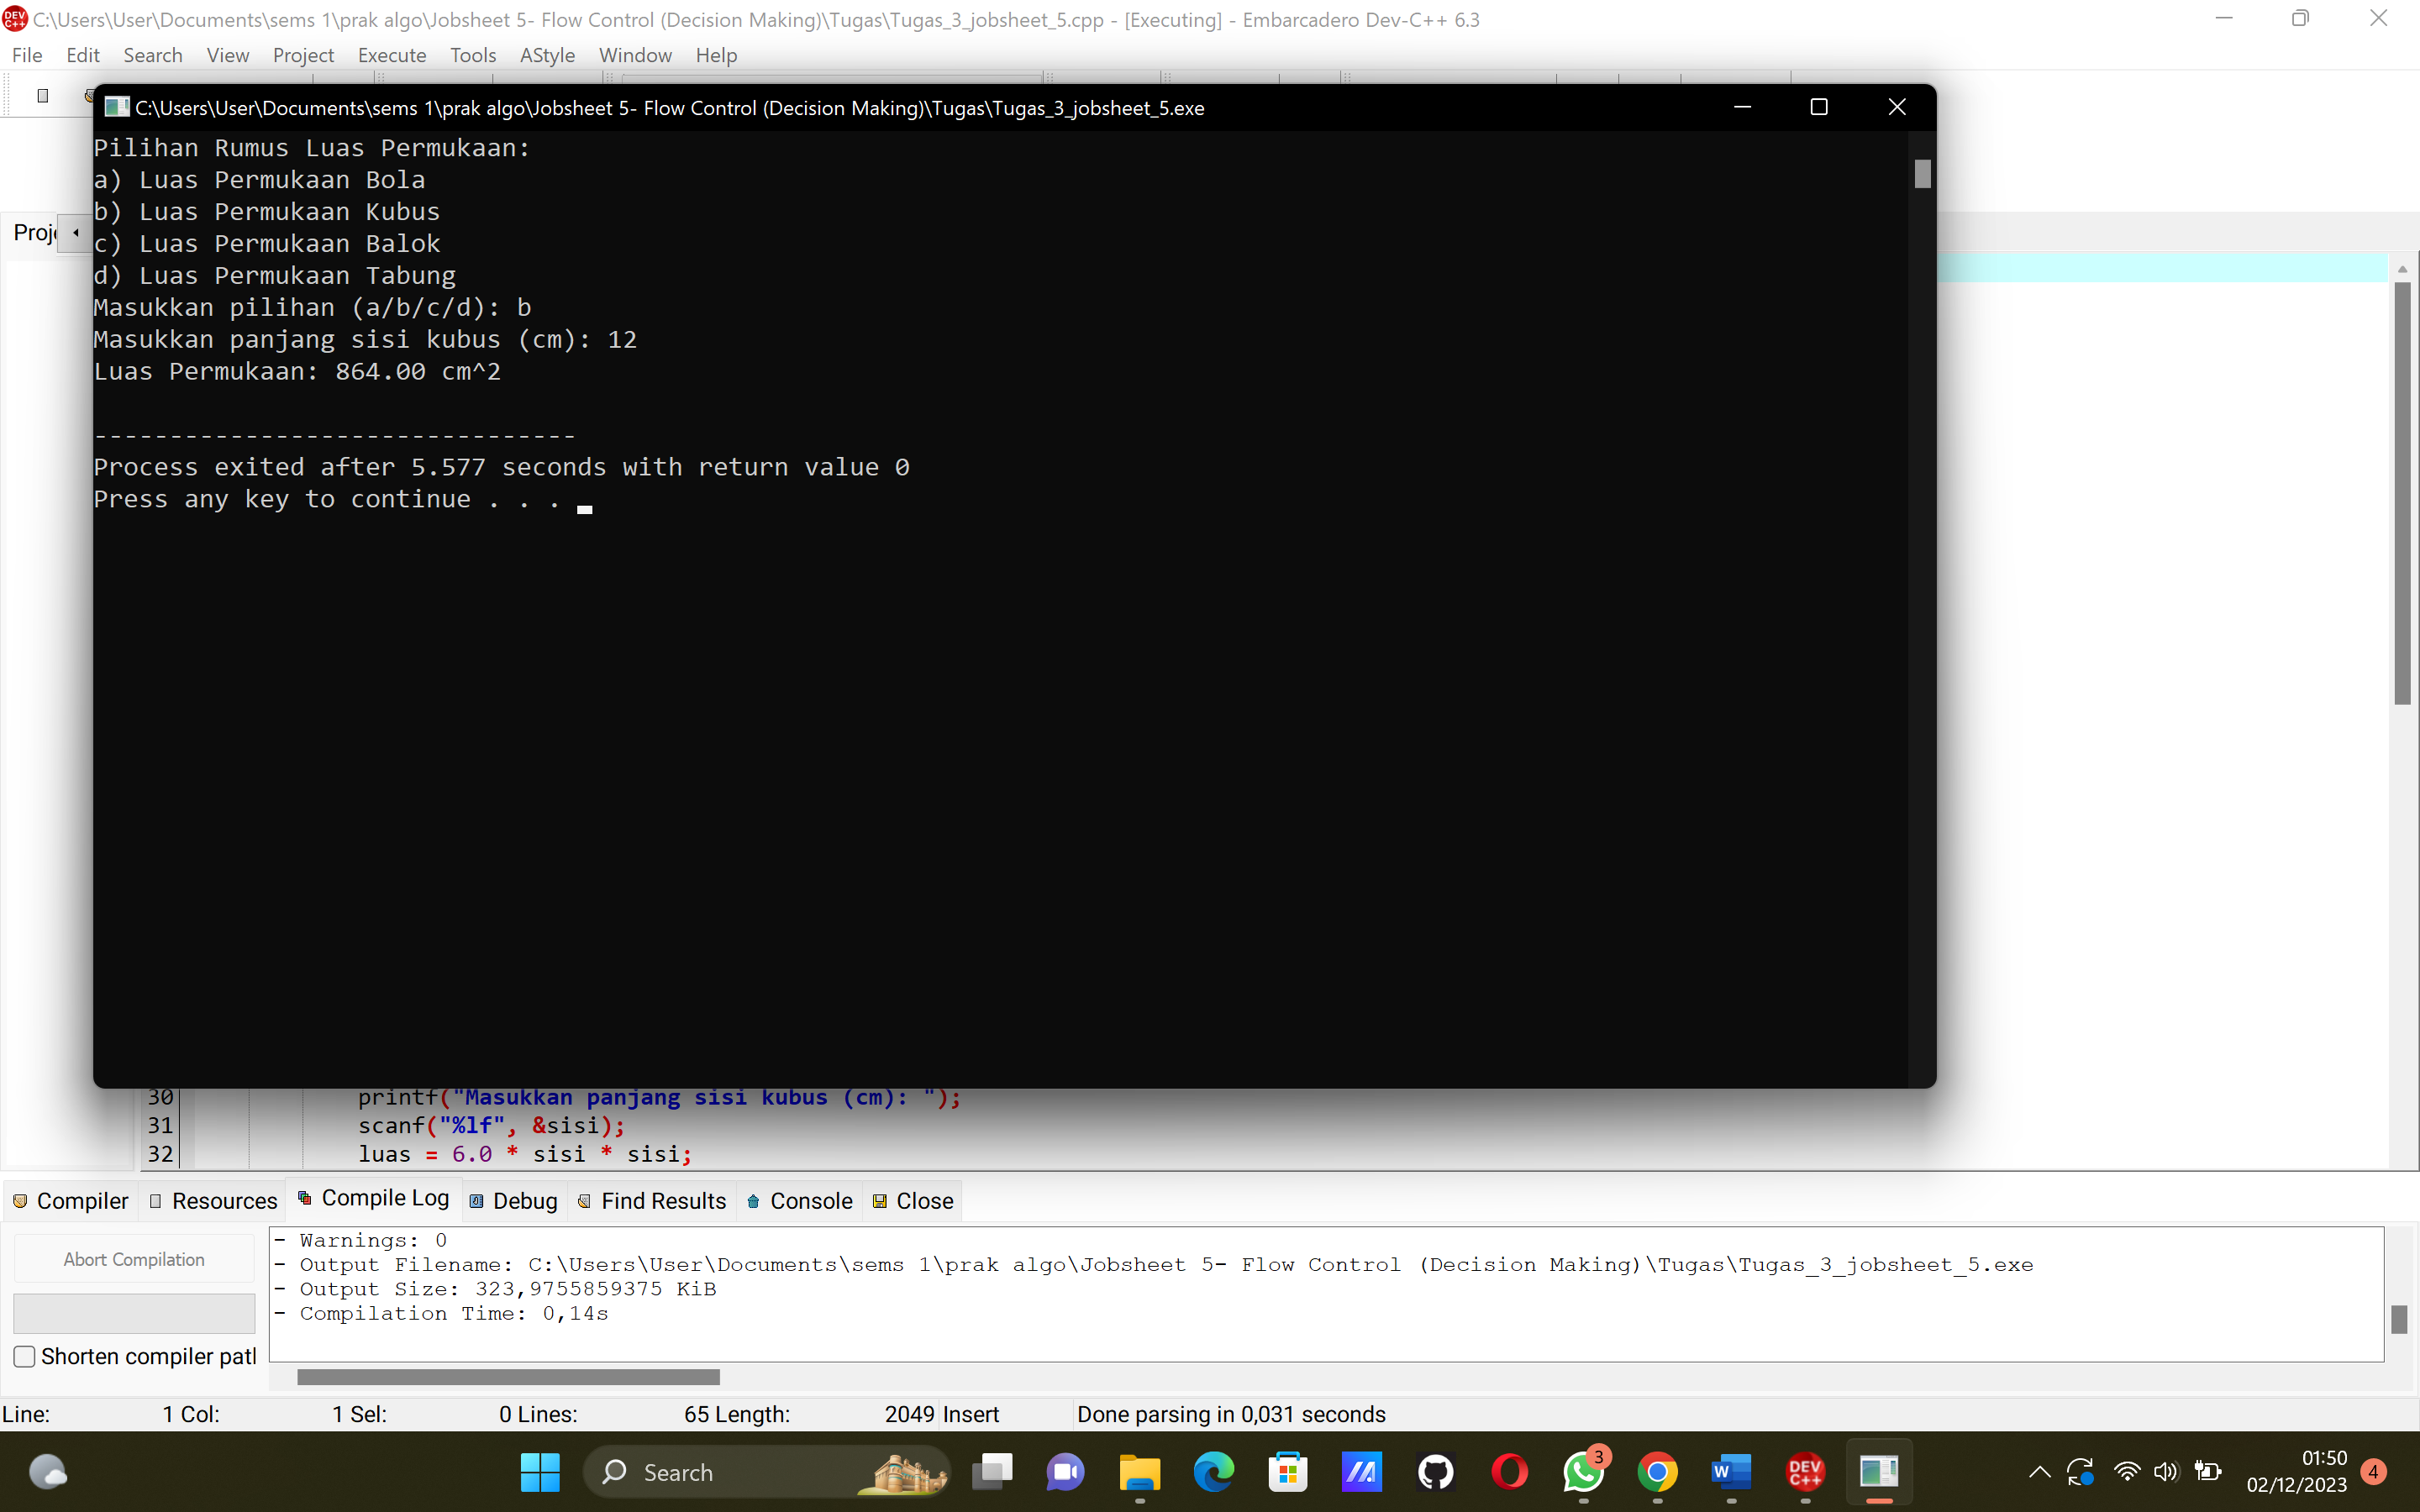 C:\Users\User\Documents\sems 1\prak algo\Jobsheet 5- Flow Control (Decision Making)\Tugas\Tugas_3_jobsheet_5.cpp - [Executing] - Embarcadero Dev-C++ 6.3
File Edit Search View Project Execute Tools AStyle Window Help
C:\Users\User\Documents\sems 1\prak algo\Jobsheet 5- Flow Control (Decision Making)\Tugas\Tugas_3_jobsheet_5.exe
Pilihan Rumus Luas Permukaan:
a) Luas Permukaan Bola
b) Luas Permukaan Kubus
c) Luas Permukaan Balok
d) Luas Permukaan Tabung
Masukkan pilihan (a/b/c/d): b
Masukkan panjang sisi kubus (cm): 12
Luas Permukaan: 864.00 cm^2
--------------------------------
Process exited after 5.577 seconds with return value 0
Press any key to continue . . .
Proj
30 printf("Masukkan panjang sisi kubus (cm): ");
31 scanf("%lf", &sisi);
32 luas = 6.0 * sisi * sisi;
Compiler Resources Compile Log Debug Find Results Console Close
Abort Compilation
Shorten compiler pat
- Warnings: 0
- Output Filename: C:\Users\User\Documents\sems 1\prak algo\Jobsheet 5- Flow Control (Decision Making)\Tugas\Tugas_3_jobsheet_5.exe
- Output Size: 323,9755859375 KiB
- Compilation Time: 0,14s
Line: 1 Col: 1 Sel: 0 Lines: 65 Length: 2049 Insert Done parsing in 0,031 seconds
Search
3
W
DEV C++
01:50
02/12/2023
4